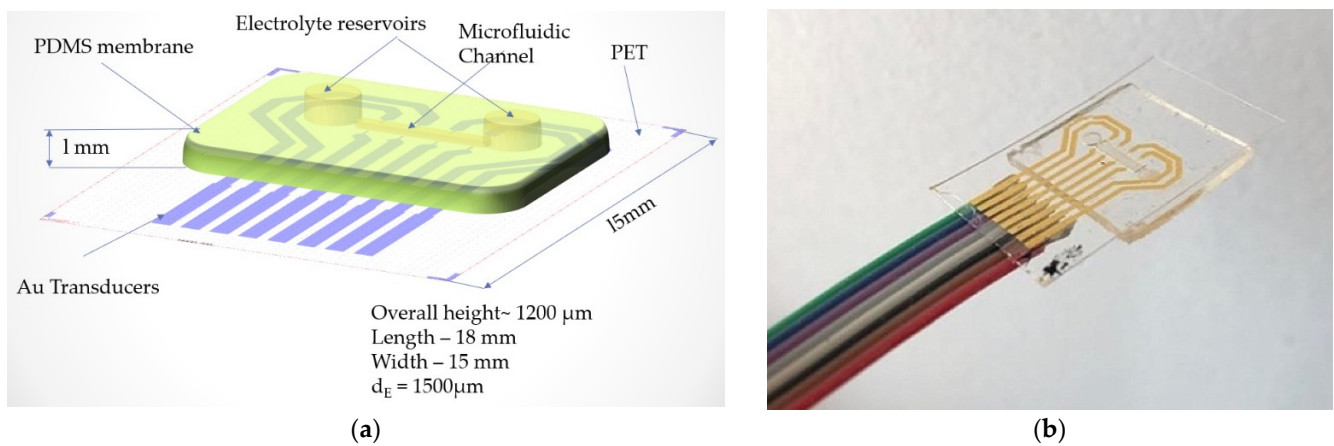 Electrolyte reservoirs
PDMS membrane
Microfluidic
Channel
PET
1 mm
15mm
Au Transducers
Overall height~ 1200 µm
Length – 18 mm
Width – 15 mm
d_E = 1500µm
(a)
(b)